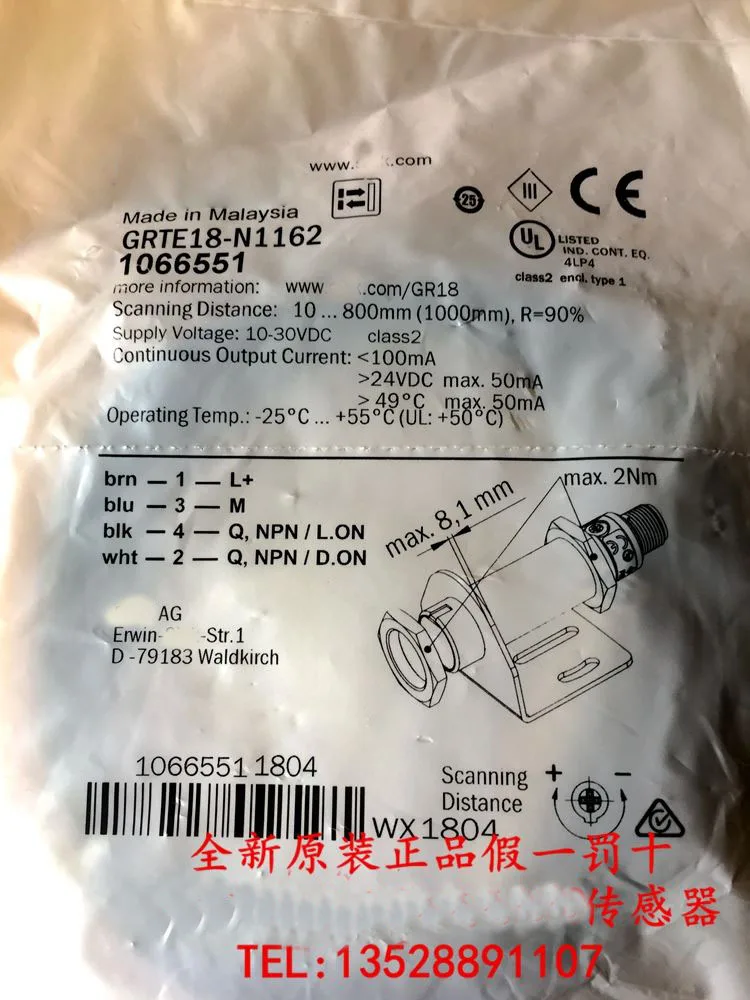 www. .com
25
III
CE
Made in Malaysia
GRTE18-N1162
1066551
UL LISTED
IND. CONT. EQ.
4LP4
class2 encl. type 1
more information: www .com/GR18
Scanning Distance: 10 ... 800mm (1000mm), R=90%
Supply Voltage: 10-30VDC class2
Continuous Output Current: <100mA
>24VDC max. 50mA
> 49°C max. 50mA
Operating Temp.: -25°C ... +55°C (UL: +50°C)
brn — 1 — L+
blu — 3 — M
blk — 4 — Q, NPN / L.ON
wht — 2 — Q, NPN / D.ON
max. 8,1 mm
max. 2Nm
AG
Erwin- -Str.1
D -79183 Waldkirch
1066551 1804
Scanning + −
Distance
WX1804
全新原装正品假一罚十
传感器
TEL:13528891107